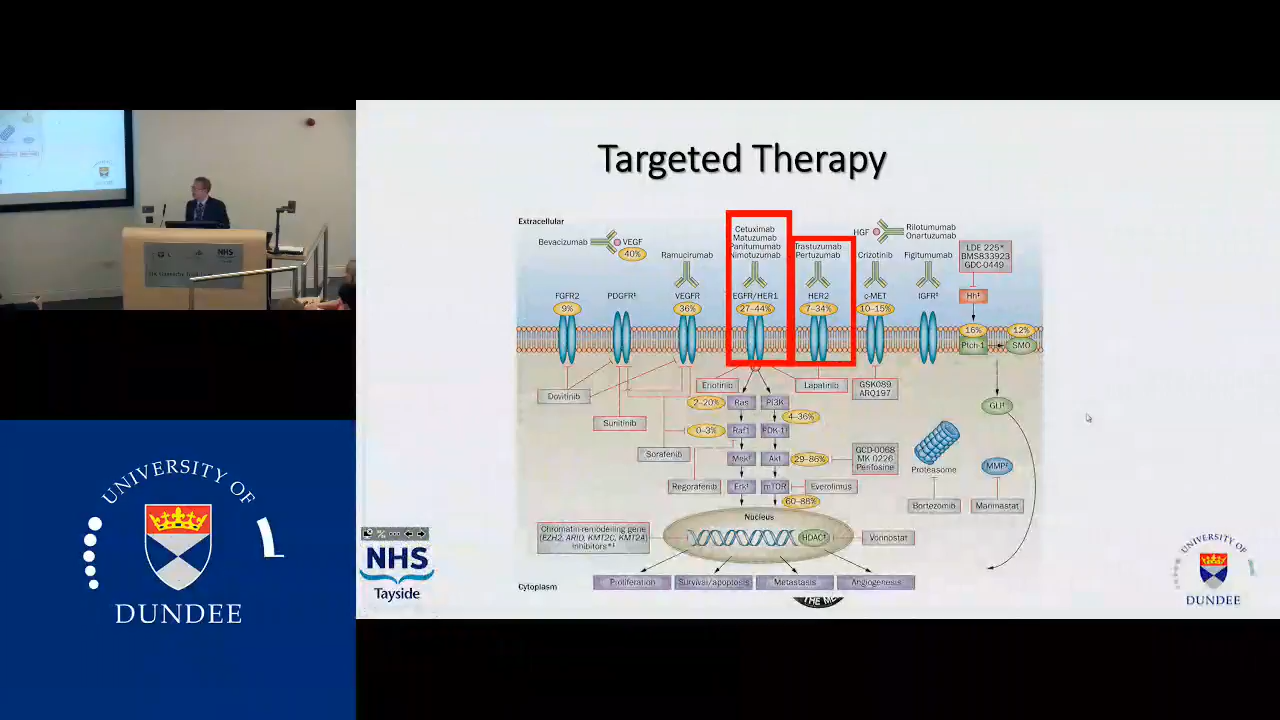 Targeted Therapy
Extracellular
Bevacizumab
VEGF
40%
Ramucirumab
Cetuximab
Matuzumab
Panitumumab
Nimotuzumab
Trastuzumab
Pertuzumab
HGF
Rilotumumab
Onartuzumab
Crizotinib
Figitumumab
LDE 225*
BMS833923
GDC-0449
FGFR2
9%
PDGFR‡
VEGFR
36%
EGFR/HER1
27–44%
HER2
7–34%
c-MET
10–15%
IGFR‡
Hh‡
16%
Ptch-1
12%
SMO
Dovitinib
Sunitinib
Sorafenib
Regorafenib
Erlotinib
Lapatinib
GSK089
ARQ197
2–20%
Ras
PI3K
4–36%
0–3%
Raf‡
PDK-1‡
Mek‡
Akt
29–86%
Erk‡
mTOR
60–88%
Everolimus
Perifosine
GLI‡
Proteasome
MMP‡
Bortezomib
Marimastat
Nucleus
Chromatin-remodelling gene
(EZH2, ARID, KMT2C, KMT24)
inhibitors*‡
HDAC‡
Vorinostat
Cytoplasm
Proliferation
Survival/apoptosis
Metastasis
Angiogenesis
NHS
Tayside
UNIVERSITY OF
DUNDEE
UNIVERSITY OF
DUNDEE
NHS